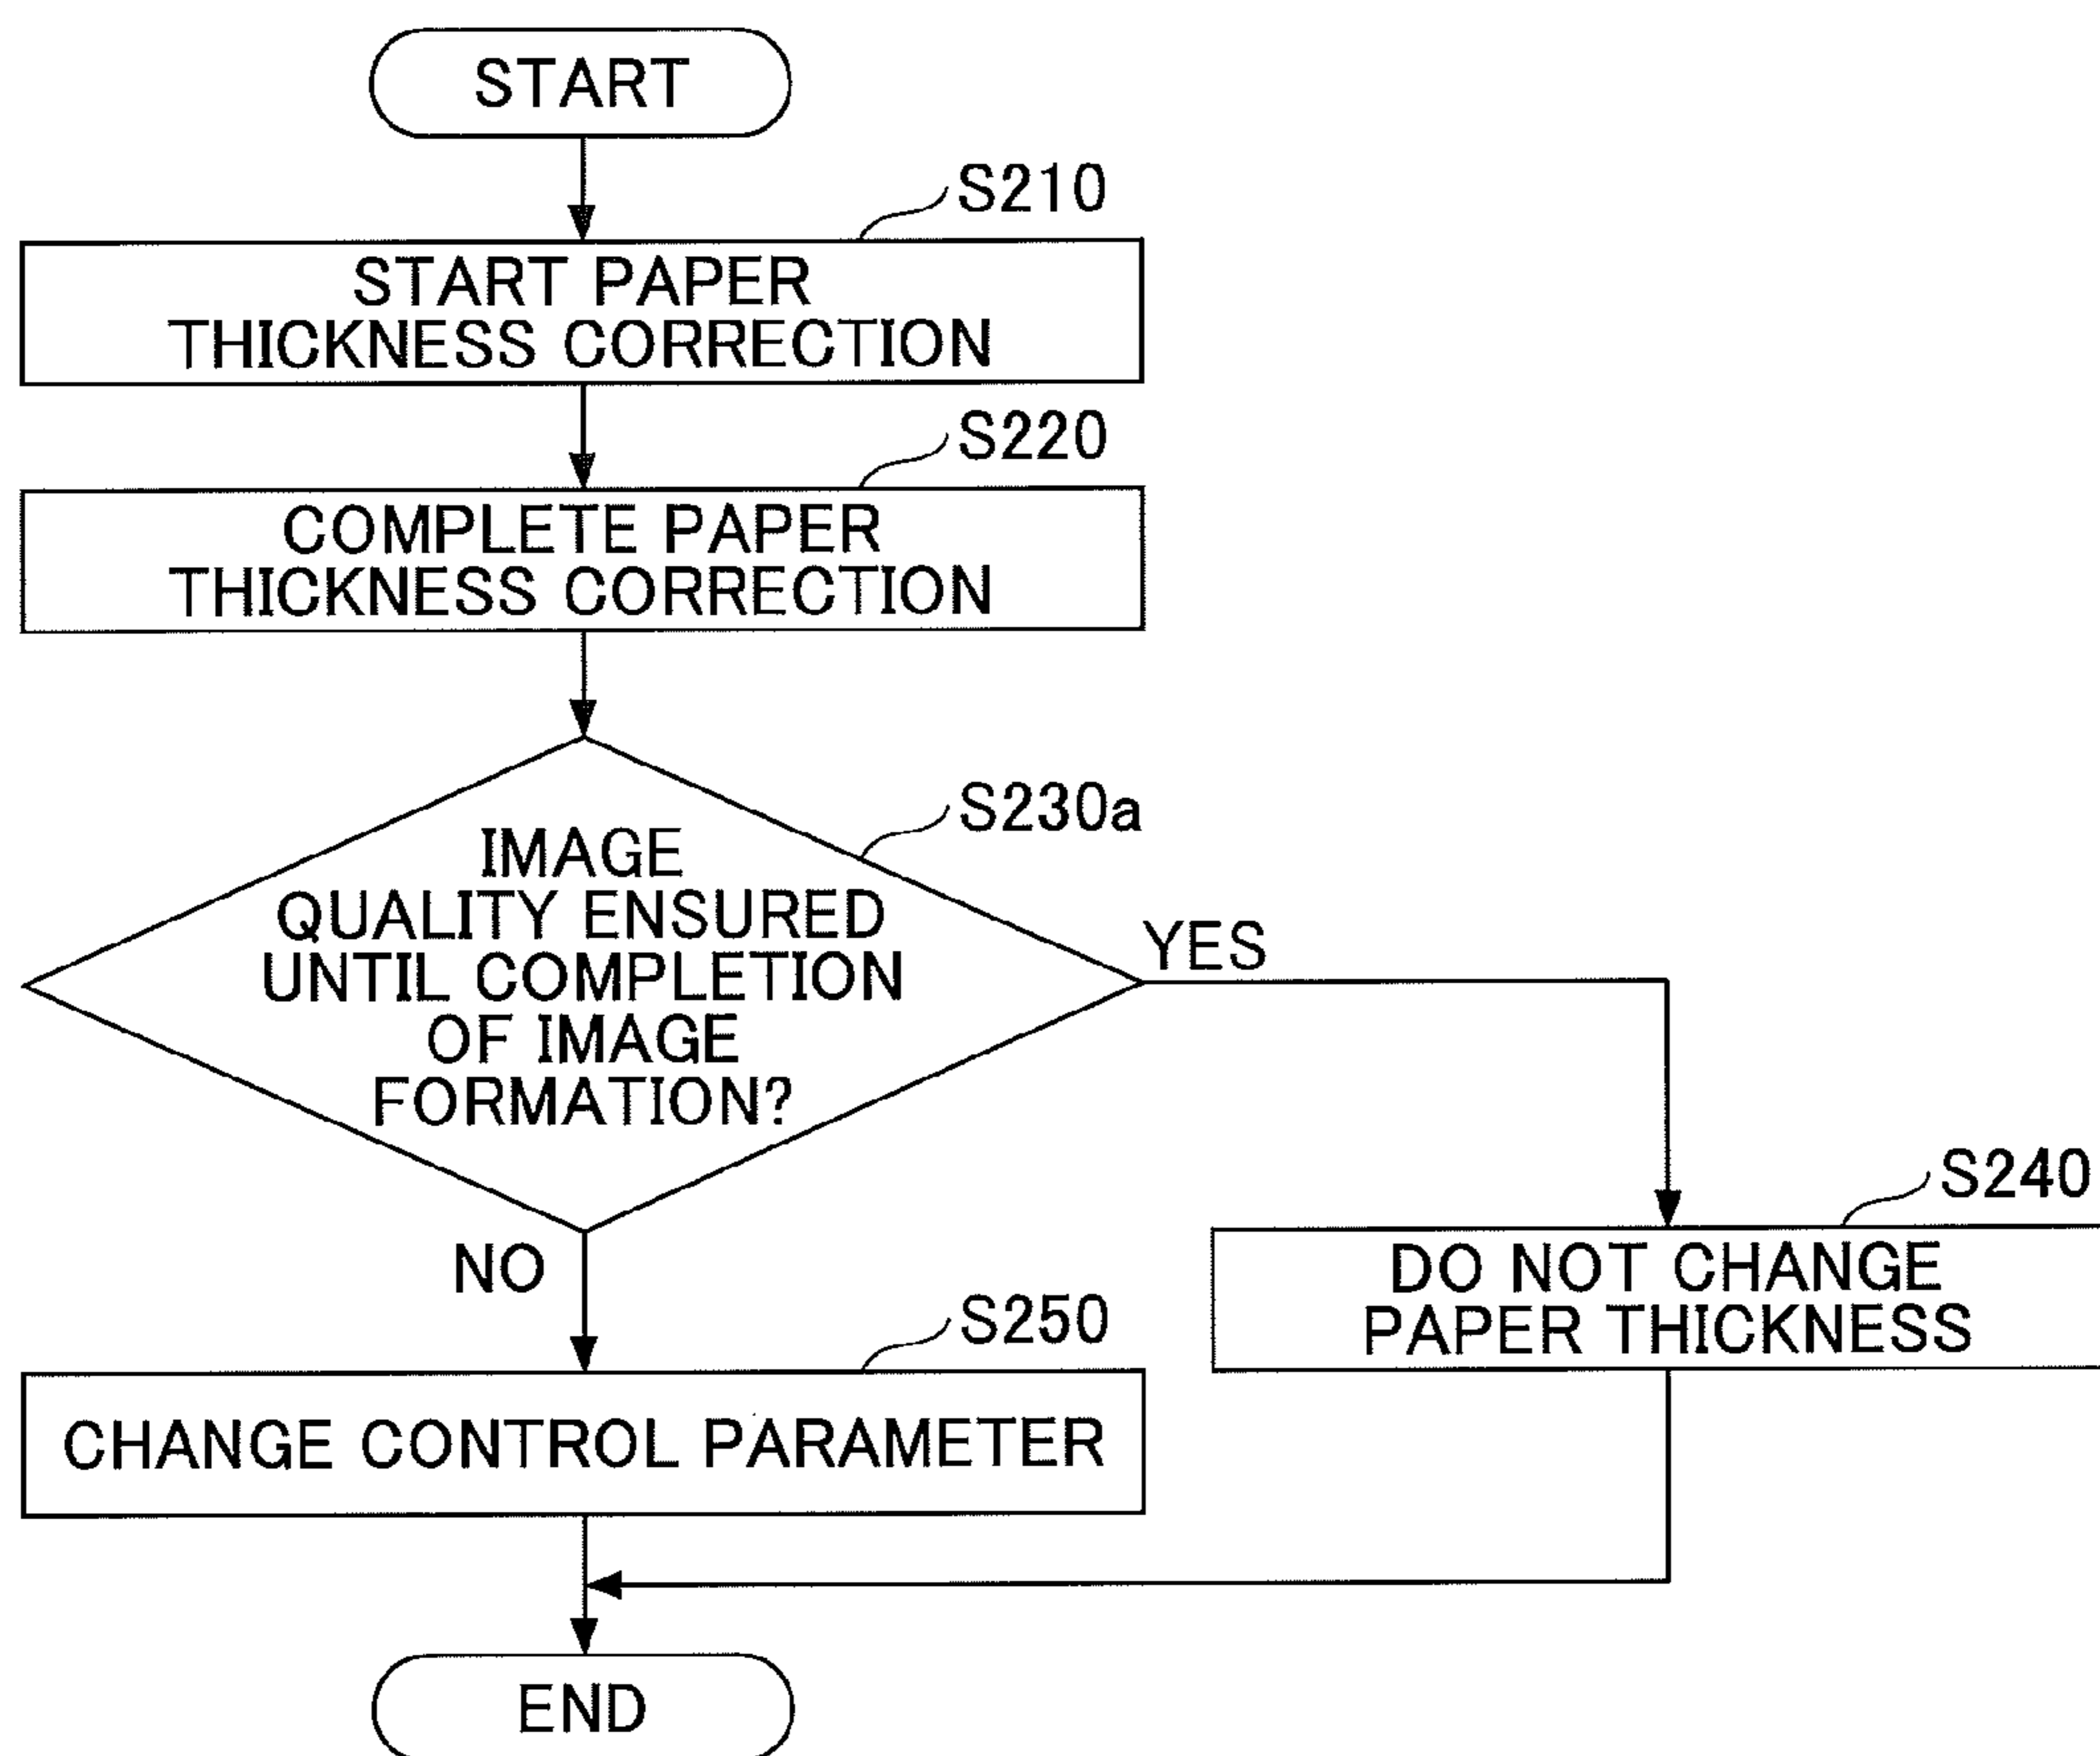 START
S210
START PAPER
THICKNESS CORRECTION
S220
COMPLETE PAPER
THICKNESS CORRECTION
S230a
IMAGE
QUALITY ENSURED
UNTIL COMPLETION
OF IMAGE
FORMATION?
YES
NO
S240
DO NOT CHANGE
PAPER THICKNESS
S250
CHANGE CONTROL PARAMETER
END